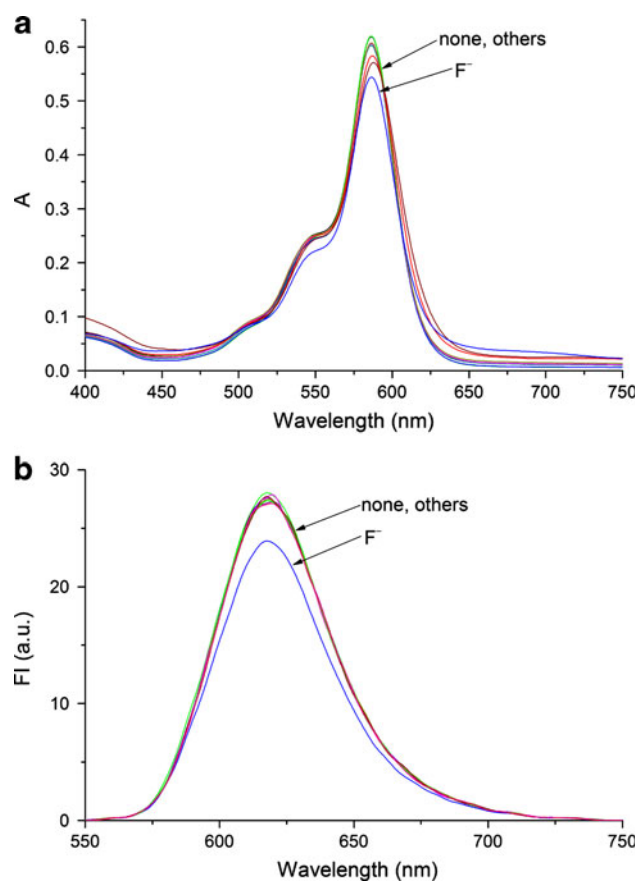 a
0.6
0.5
0.4
0.3
0.2
0.1
0.0
A
none, others
F⁻
400 450 500 550 600 650 700 750
Wavelength (nm)
b
30
20
10
0
FI (a.u.)
none, others
F⁻
550 600 650 700 750
Wavelength (nm)